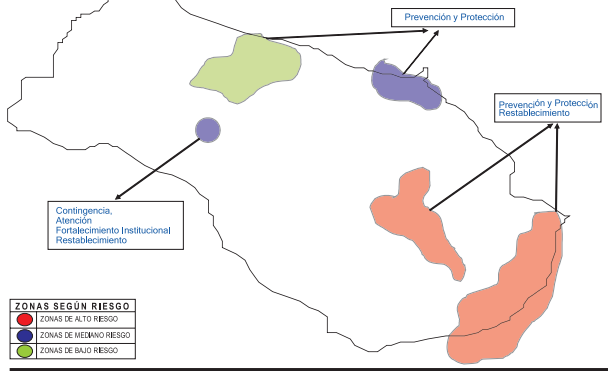 Prevención y Protección
Prevención y Protección
Restablecimiento
Contingencia,
Atención
Fortalecimiento Institucional
Restablecimiento
ZONAS SEGÚN RIESGO
ZONAS DE ALTO RIESGO
ZONAS DE MEDIANO RIESGO
ZONAS DE BAJO RIESGO